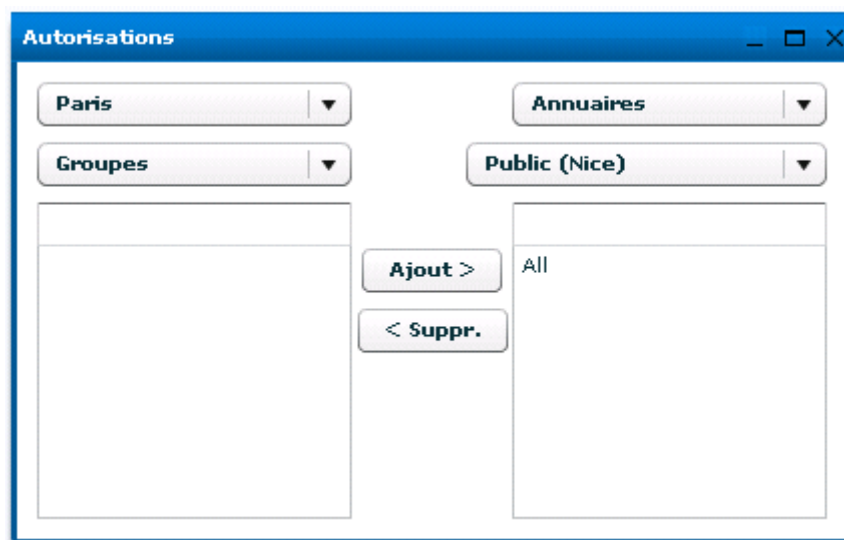 Autorisations
Paris
Annuaires
Groupes
Public (Nice)
Ajout >
All
< Suppr.